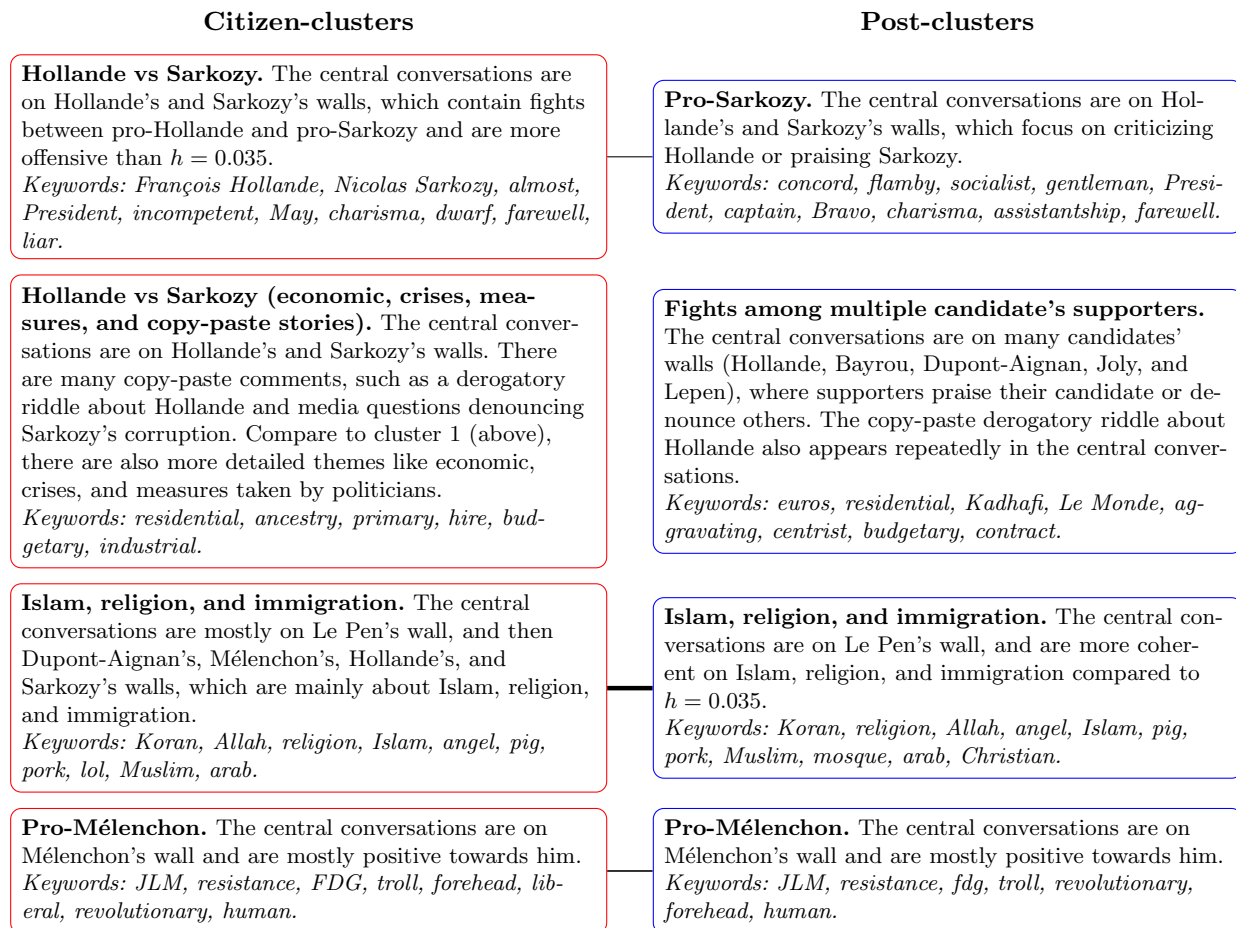 Citizen-clusters
Hollande vs Sarkozy. The central conversations are
on Hollande's and Sarkozy's walls, which contain fights
between pro-Hollande and pro-Sarkozy and are more
offensive than h = 0.035.
Keywords: François Hollande, Nicolas Sarkozy, almost,
President, incompetent, May, charisma, dwarf, farewell,
liar.
Hollande vs Sarkozy (economic, crises, mea-
sures, and copy-paste stories). The central conver-
sations are on Hollande's and Sarkozy's walls. There
are many copy-paste comments, such as a derogatory
riddle about Hollande and media questions denouncing
Sarkozy's corruption. Compare to cluster 1 (above),
there are also more detailed themes like economic,
crises, and measures taken by politicians.
Keywords: residential, ancestry, primary, hire, bud-
getary, industrial.
Islam, religion, and immigration. The central
conversations are mostly on Le Pen's wall, and then
Dupont-Aignan's, Mélenchon's, Hollande's, and
Sarkozy's walls, which are mainly about Islam, religion,
and immigration.
Keywords: Koran, Allah, religion, Islam, angel, pig,
pork, lol, Muslim, arab.
Pro-Mélenchon. The central conversations are on
Mélenchon's wall and are mostly positive towards him.
Keywords: JLM, resistance, FDG, troll, forehead, lib-
eral, revolutionary, human.
Post-clusters
Pro-Sarkozy. The central conversations are on Hol-
lande's and Sarkozy's walls, which focus on criticizing
Hollande or praising Sarkozy.
Keywords: concord, flamby, socialist, gentleman, Presi-
dent, captain, Bravo, charisma, assistantship, farewell.
Fights among multiple candidate's supporters.
The central conversations are on many candidates'
walls (Hollande, Bayrou, Dupont-Aignan, Joly, and
Lepen), where supporters praise their candidate or de-
nounce others. The copy-paste derogatory riddle about
Hollande also appears repeatedly in the central conver-
sations.
Keywords: euros, residential, Kadhafi, Le Monde, ag-
gravating, centrist, budgetary, contract.
Islam, religion, and immigration. The central con-
versations are on Le Pen's wall, and are more coher-
ent on Islam, religion, and immigration compared to
h = 0.035.
Keywords: Koran, religion, Allah, angel, Islam, pig,
pork, Muslim, mosque, arab, Christian.
Pro-Mélenchon. The central conversations are on
Mélenchon's wall and are mostly positive towards him.
Keywords: JLM, resistance, fdg, troll, revolutionary,
forehead, human.